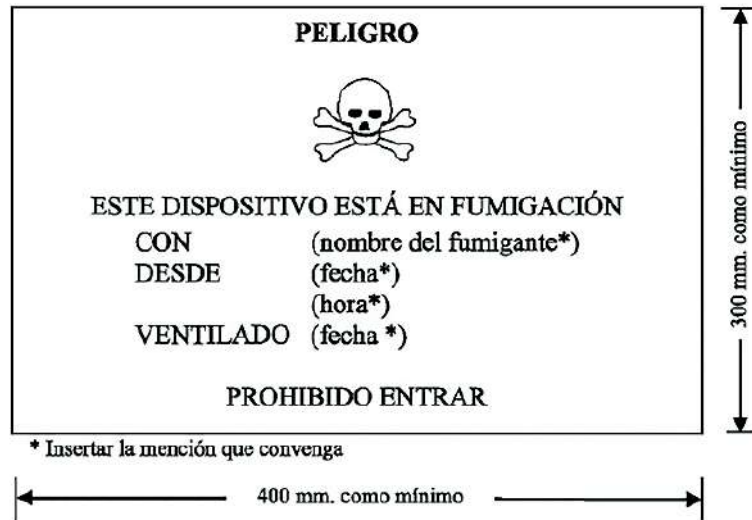 PELIGRO
ESTE DISPOSITIVO ESTÁ EN FUMIGACIÓN
CON (nombre del fumigante*)
DESDE (fecha*)
(hora*)
VENTILADO (fecha *)
PROHIBIDO ENTRAR
* Insertar la mención que convenga
400 mm. como mínimo
300 mm. como mínimo